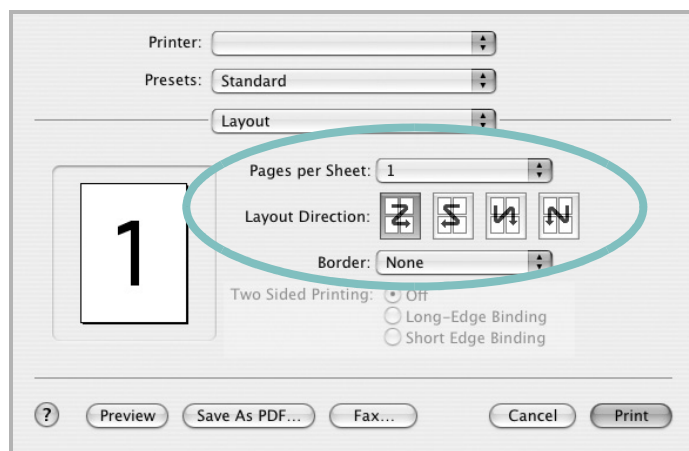 Printer:
Presets: Standard
Layout
Pages per Sheet: 1
Layout Direction:
Border: None
1
Two Sided Printing: Off
Long-Edge Binding
Short Edge Binding
? Preview Save As PDF... Fax... Cancel Print